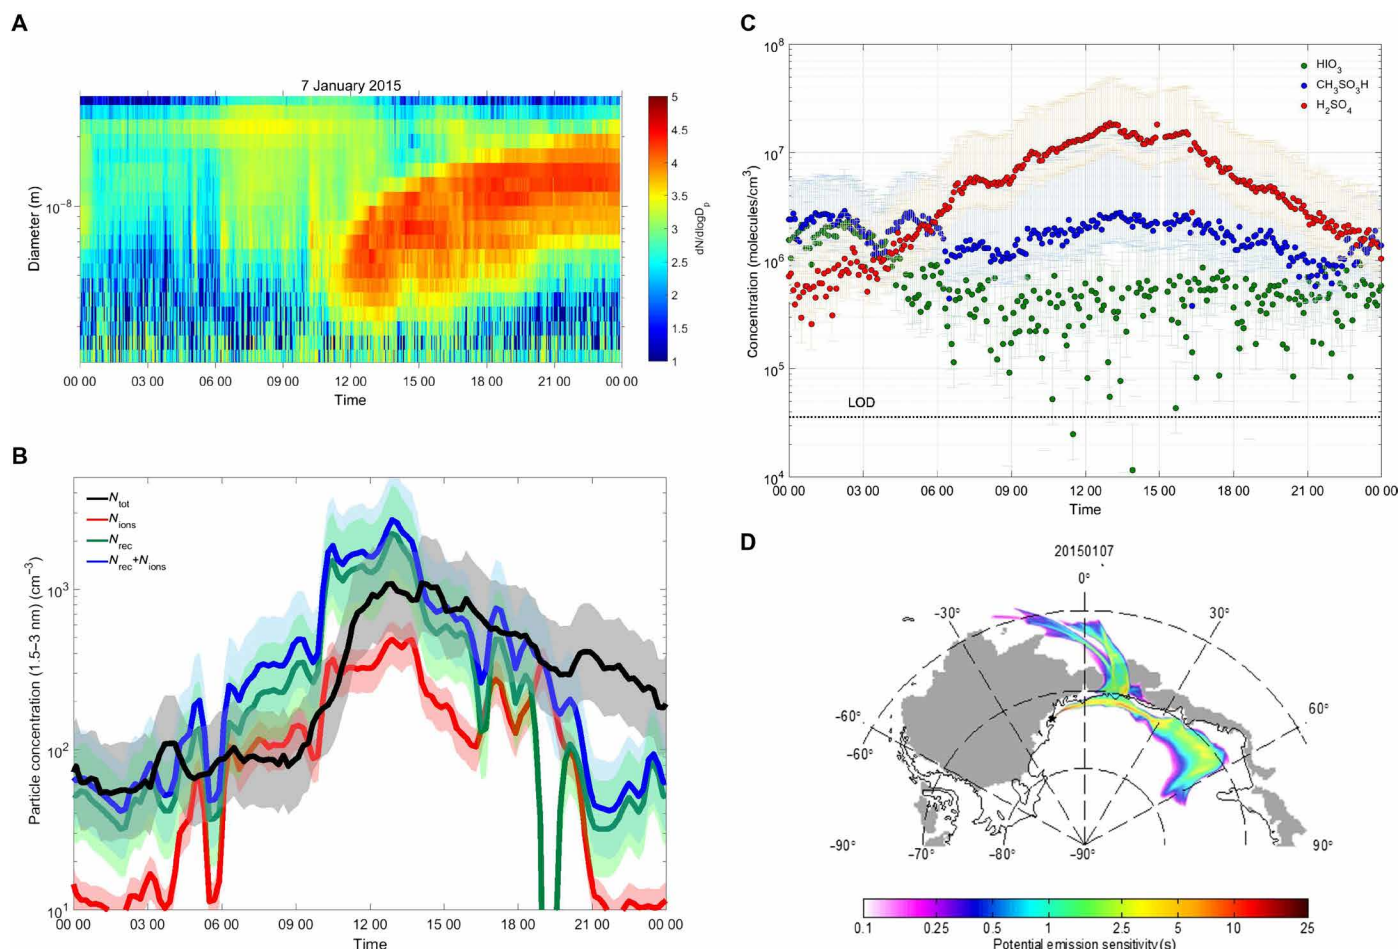 A
7 January 2015
Diameter (m)
10⁻⁸
5
4.5
4
3.5
3
2.5
2
1.5
1
dN/dlogDₚ
00 00 03 00 06 00 09 00 12 00 15 00 18 00 21 00 00 00
Time
B
N_tot
N_ions
N_rec
N_rec+N_ions
Particle concentration (1.5–3 nm) (cm⁻³)
10³
10²
10¹
00 00 03 00 06 00 09 00 12 00 15 00 18 00 21 00 00 00
Time
C
10⁸
10⁷
10⁶
10⁵
10⁴
Concentration (molecules/cm³)
HIO₃
CH₃SO₃H
H₂SO₄
LOD
00 00 03 00 06 00 09 00 12 00 15 00 18 00 21 00 00 00
Time
D
20150107
0°
-30° 30°
-60° 60°
-60°
-90° -70° -80° -90° 90°
0.1 0.25 0.5 1 2.5 5 10 25
Potential emission sensitivity (s)